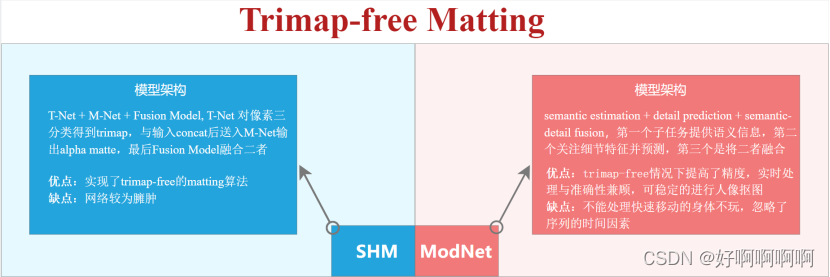 Trimap-free Matting
模型架构
T-Net + M-Net + Fusion Model, T-Net 对像素三
分类得到trimap，与输入concat后送入M-Net输
出alpha matte，最后Fusion Model融合二者
优点：实现了trimap-free的matting算法
缺点：网络较为臃肿
模型架构
semantic estimation + detail prediction + semantic-
detail fusion，第一个子任务提供语义信息，第二
个关注细节特征并预测，第三个是将二者融合
优点：trimap-free情况下提高了精度，实时处
理与准确性兼顾，可稳定的进行人像抠图
缺点：不能处理快速移动的身体不玩，忽略了
序列的时间因素
SHM
ModNet
CSDN @好啊啊啊啊